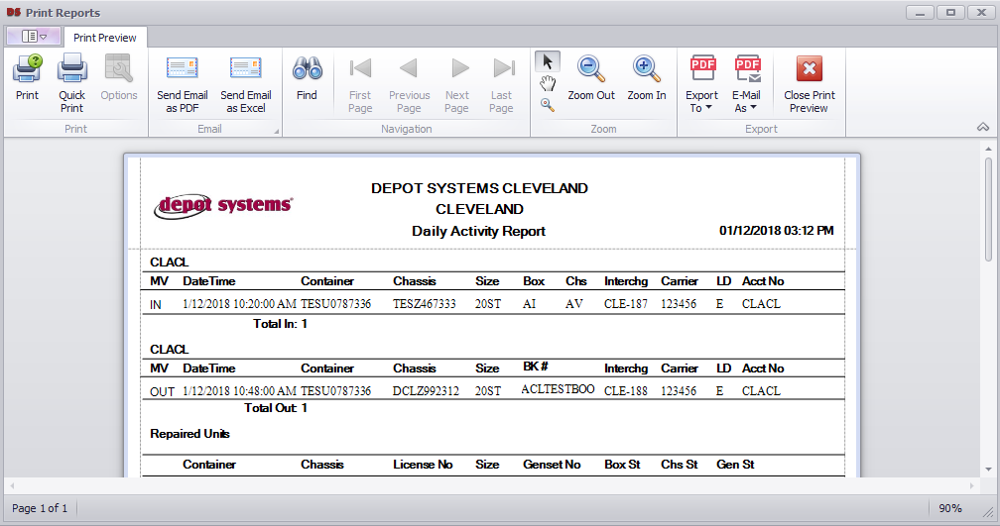 DS Print Reports
Print Preview
Print Quick Print Options
Send Email as PDF Send Email as Excel
Find First Page Previous Page Next Page Last Page
Zoom Out Zoom In
PDF Export To PDF E-Mail As Close Print Preview
Print Email Navigation Zoom Export
depot systems®
DEPOT SYSTEMS CLEVELAND
CLEVELAND
Daily Activity Report 01/12/2018 03:12 PM
CLACL
MV DateTime Container Chassis Size Box Chs Interchg Carrier LD Acct No
IN 1/12/2018 10:20:00 AM TESU0787336 TESZ467333 20ST AI AV CLE-187 123456 E CLACL
Total In: 1
CLACL
MV DateTime Container Chassis Size BK # Interchg Carrier LD Acct No
OUT 1/12/2018 10:48:00 AM TESU0787336 DCLZ992312 20ST ACLTESTBOO CLE-188 123456 E CLACL
Total Out: 1
Repaired Units
Container Chassis License No Size Genset No Box St Chs St Gen St
Page 1 of 1 90%